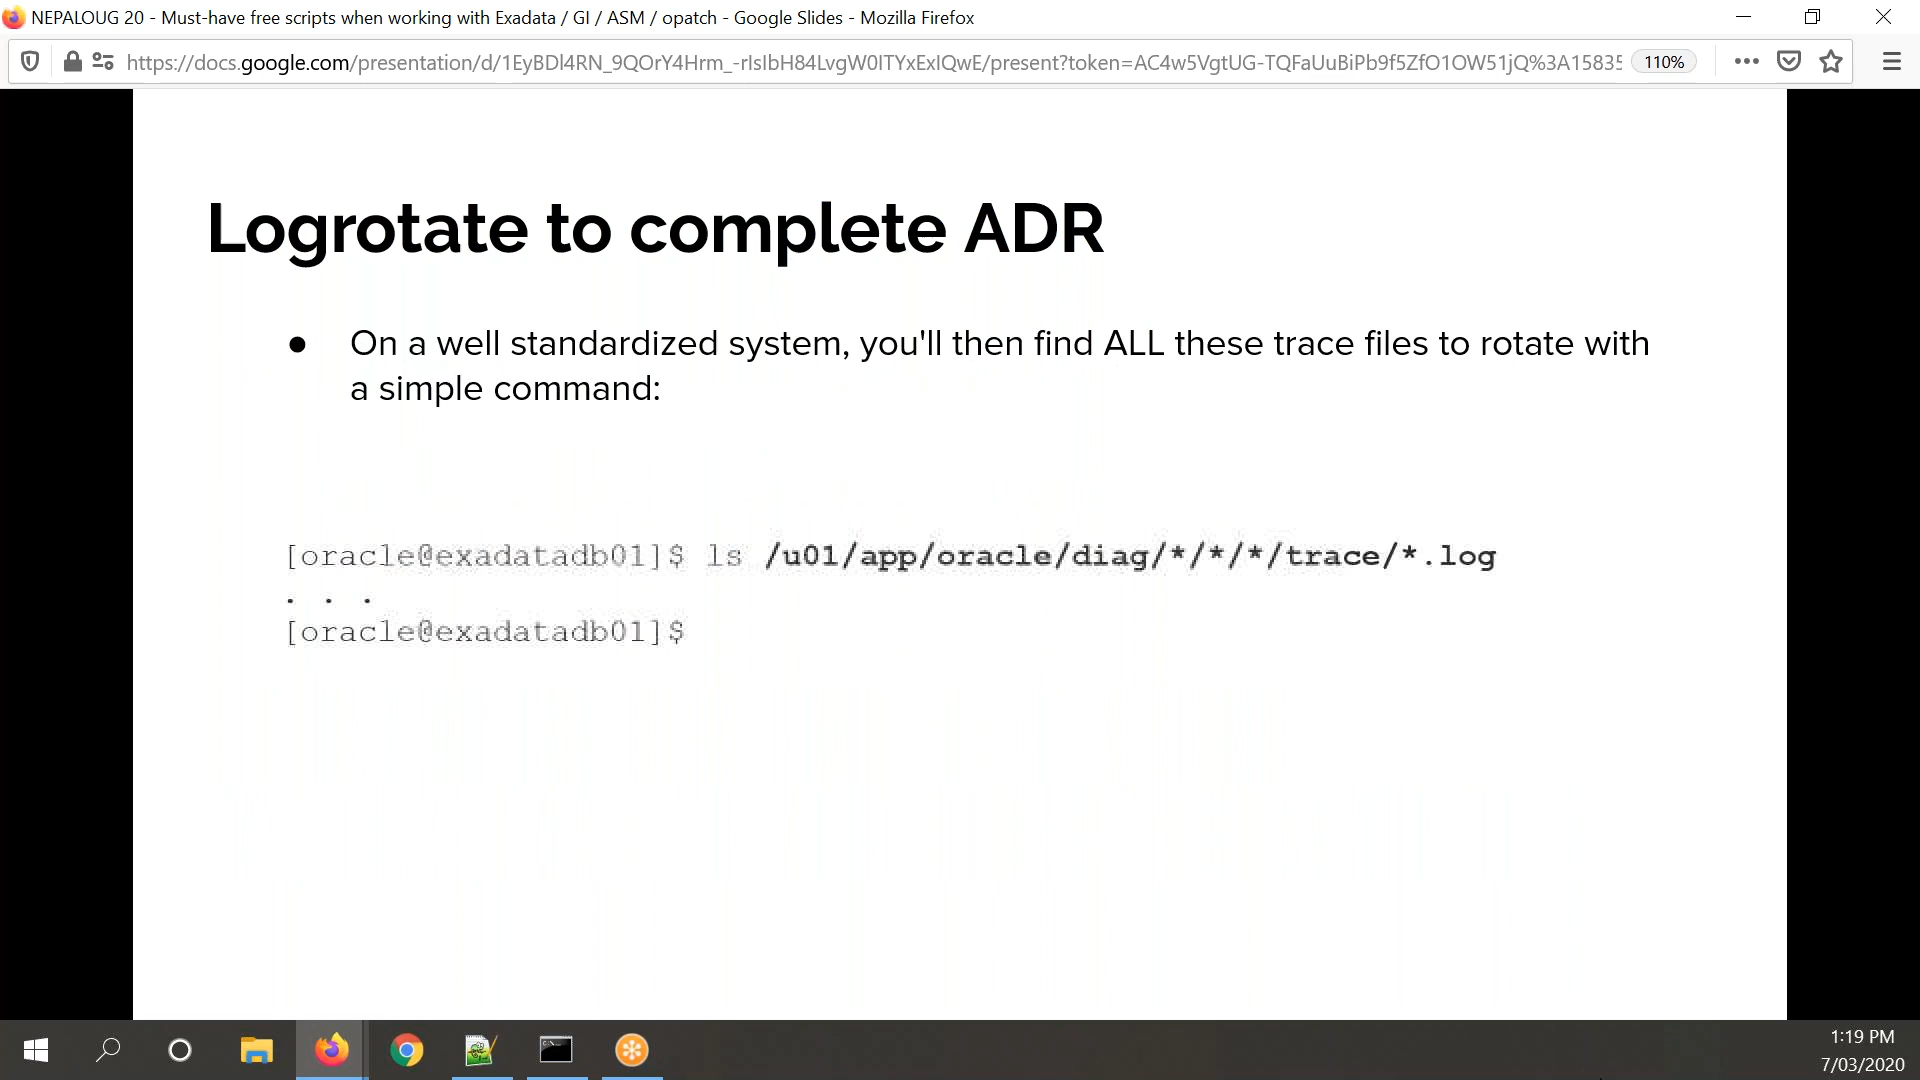 NEPALOUG 20 - Must-have free scripts when working with Exadata / GI / ASM / opatch - Google Slides - Mozilla Firefox
https://docs.google.com/presentation/d/1EyBDl4RN_9QOrY4Hrm_-rIsIbH84LvgW0ITYxExIQwE/present?token=AC4w5VgtUG-TQFaUuBiPb9f5ZfO1OW51jQ%3A15835 110%
Logrotate to complete ADR
● On a well standardized system, you'll then find ALL these trace files to rotate with
a simple command:
[oracle@exadatadb01]$ ls /u01/app/oracle/diag/*/*/*/trace/*.log
. . .
[oracle@exadatadb01]$
1:19 PM
7/03/2020